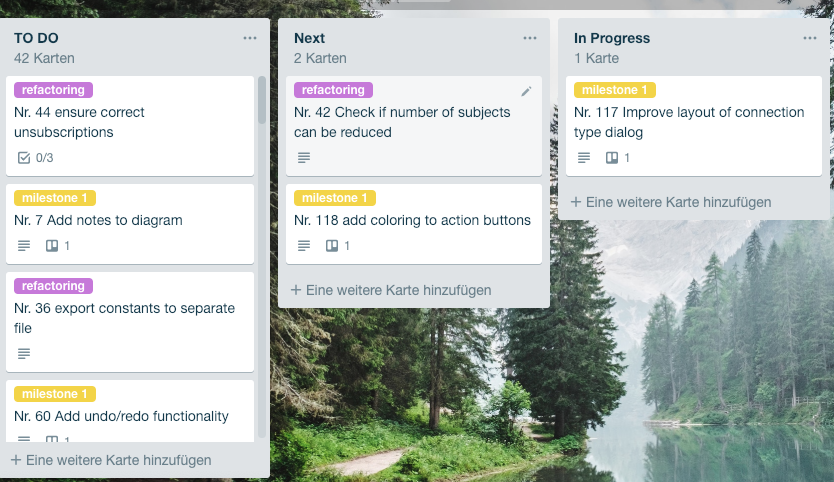 TO DO
42 Karten
refactoring
Nr. 44 ensure correct
unsubscriptions
0/3
milestone 1
Nr. 7 Add notes to diagram
1
refactoring
Nr. 36 export constants to separate
file
milestone 1
Nr. 60 Add undo/redo functionality
1
+ Eine weitere Karte hinzufügen
Next
2 Karten
refactoring
Nr. 42 Check if number of subjects
can be reduced
milestone 1
Nr. 118 add coloring to action buttons
1
+ Eine weitere Karte hinzufügen
In Progress
1 Karte
milestone 1
Nr. 117 Improve layout of connection
type dialog
1
+ Eine weitere Karte hinzufügen